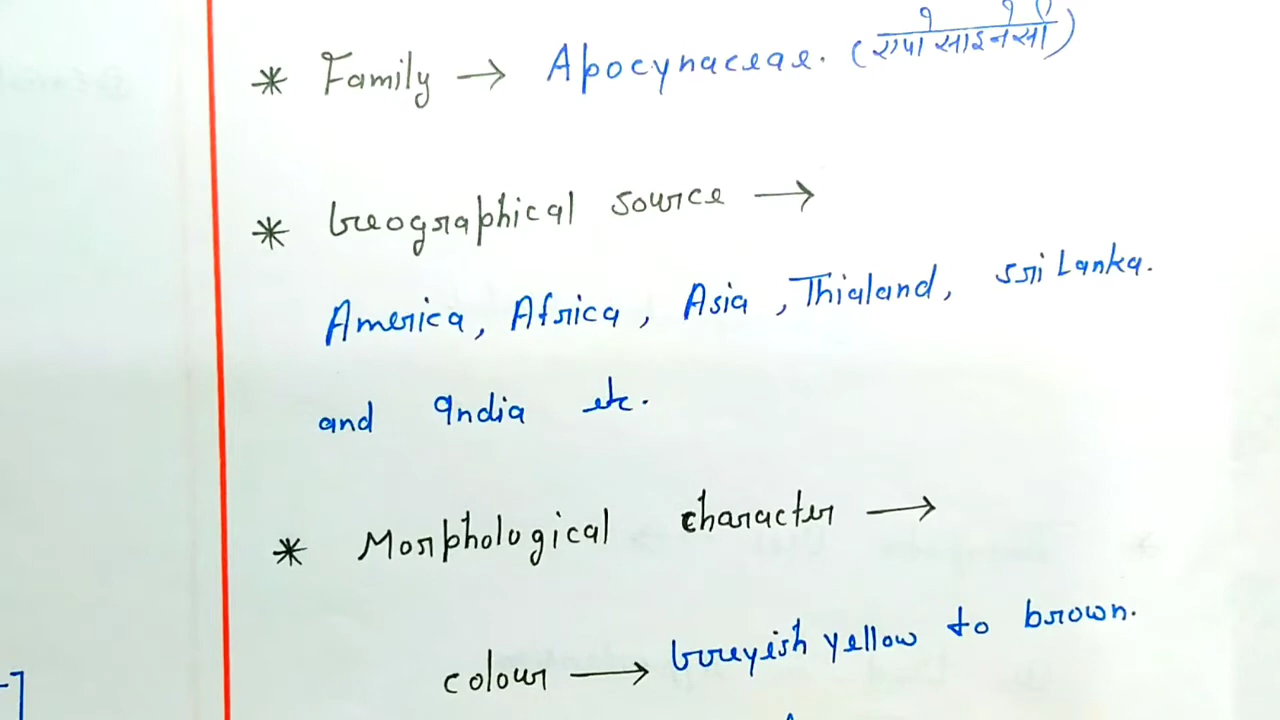 * Family → Apocynaceae. (एपोसाइनेसी)
* Geographical source →
America, Africa, Asia, Thialand, Sri Lanka.
and India etc.
* Morphological character →
colour → Greyish yellow to brown.